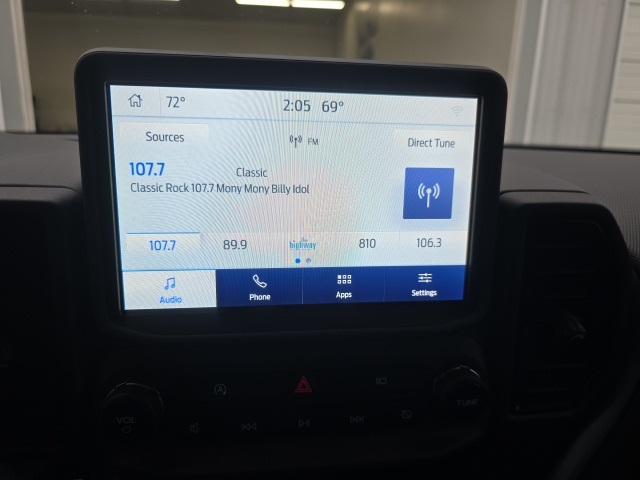 72° 2:05 69°
Sources FM Direct Tune
107.7 Classic
Classic Rock 107.7 Mony Mony Billy Idol
107.7 89.9 the highway 810 106.3
Audio Phone Apps Settings
VOL TUNE